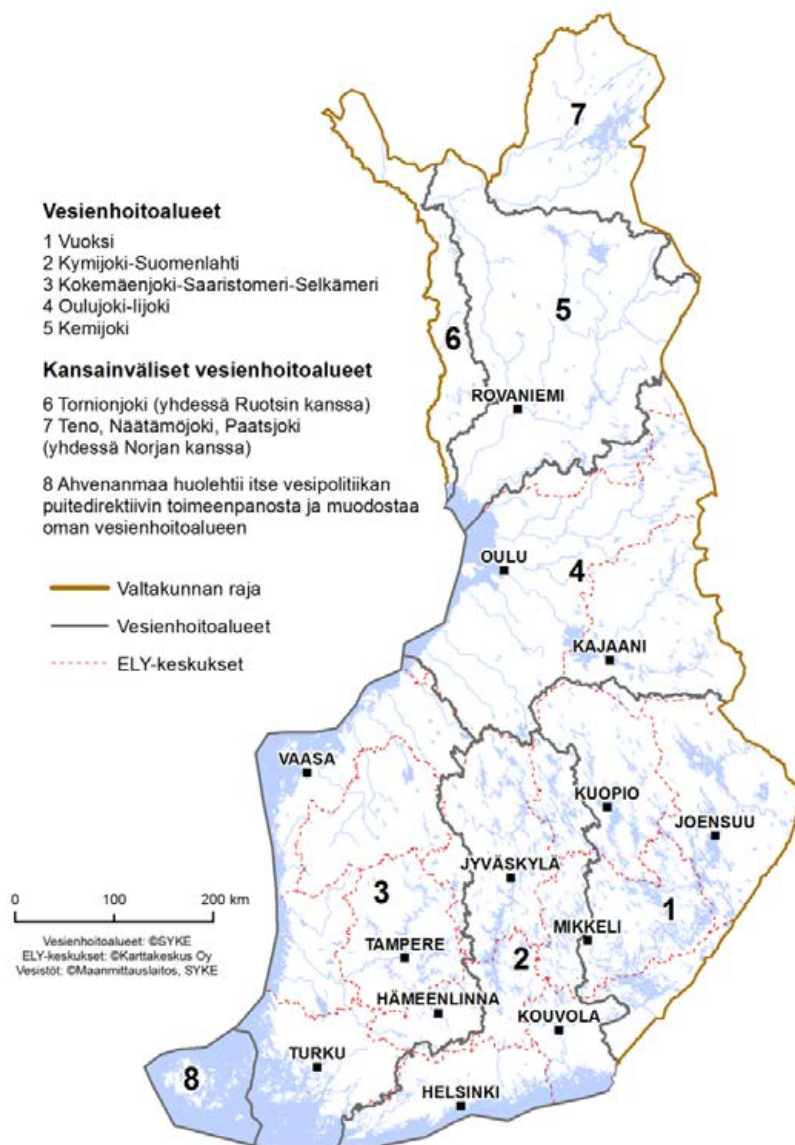 Vesienhoitoalueet
1 Vuoksi
2 Kymijoki-Suomenlahti
3 Kokemäenjoki-Saaristomeri-Selkämeri
4 Oulujoki-Iijoki
5 Kemijoki
Kansainväliset vesienhoitoalueet
6 Tornionjoki (yhdessä Ruotsin kanssa)
7 Teno, Näätämöjoki, Paatsjoki
(yhdessä Norjan kanssa)
8 Ahvenanmaa huolehtii itse vesipolitiikan
puitedirektiivin toimeenpanosta ja muodostaa
oman vesienhoitoalueen
Valtakunnan raja
Vesienhoitoalueet
ELY-keskukset
0 100 200 km
Vesienhoitoalueet: ©SYKE
ELY-keskukset: ©Karttakeskus Oy
Vesistöt: ©Maanmittauslaitos, SYKE
7
5
6
ROVANIEMI
OULU
4
KAJAANI
VAASA
KUOPIO
JOENSUU
JYVÄSKYLÄ
3
1
MIKKELI
TAMPERE
2
HÄMEENLINNA
KOUVOLA
TURKU
8
HELSINKI